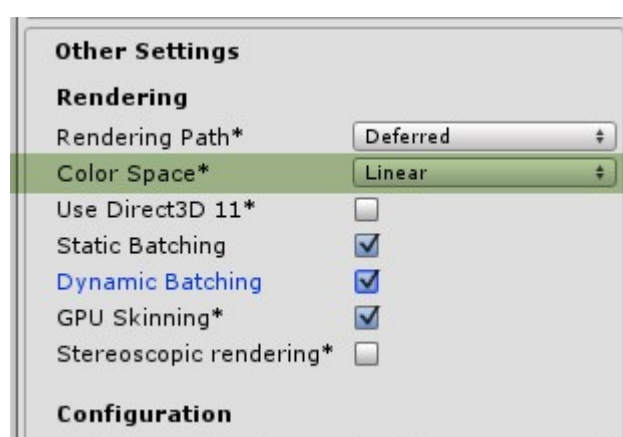 Other Settings
Rendering
Rendering Path* Deferred
Color Space* Linear
Use Direct3D 11*
Static Batching
Dynamic Batching
GPU Skinning*
Stereoscopic rendering*
Configuration